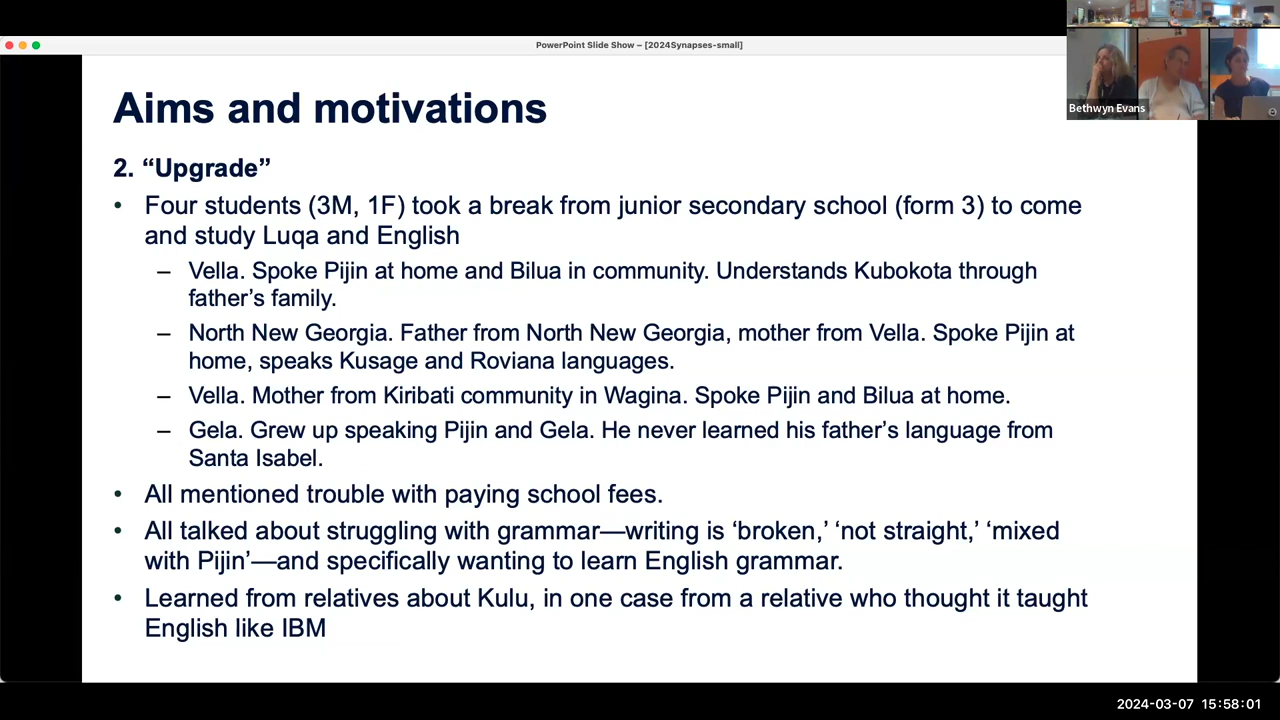 PowerPoint Slide Show – [2024Synapses-small]
Bethwyn Evans
Aims and motivations
2. “Upgrade”
• Four students (3M, 1F) took a break from junior secondary school (form 3) to come
and study Luqa and English
– Vella. Spoke Pijin at home and Bilua in community. Understands Kubokota through
father’s family.
– North New Georgia. Father from North New Georgia, mother from Vella. Spoke Pijin at
home, speaks Kusage and Roviana languages.
– Vella. Mother from Kiribati community in Wagina. Spoke Pijin and Bilua at home.
– Gela. Grew up speaking Pijin and Gela. He never learned his father’s language from
Santa Isabel.
• All mentioned trouble with paying school fees.
• All talked about struggling with grammar—writing is ‘broken,’ ‘not straight,’ ‘mixed
with Pijin’—and specifically wanting to learn English grammar.
• Learned from relatives about Kulu, in one case from a relative who thought it taught
English like IBM
2024-03-07 15:58:01